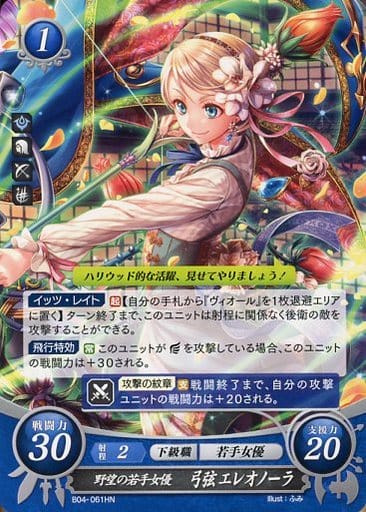 1
ハリウッド的な活躍、見せてやりましょう!
イッツ・レイト 起【自分の手札から『ヴィオール』を1枚退避エリア
に置く】ターン終了まで、このユニットは射程に関係なく後衛の敵を
攻撃することができる。
飛行特効 常 このユニットが を攻撃している場合、このユニット
の戦闘力は+30される。
攻撃の紋章 支 戦闘終了まで、自分の攻撃
ユニットの戦闘力は+20される。
戦闘力
30
射程 2 下級職 若手女優
支援力
20
野望の若手女優 弓弦エレオノーラ
B04-061HN
Illust:ふみ